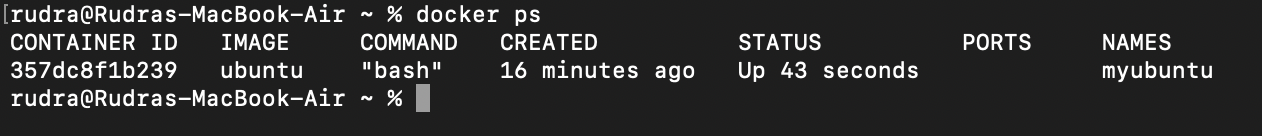 [rudra@Rudras-MacBook-Air ~ % docker ps
CONTAINER ID   IMAGE     COMMAND   CREATED          STATUS          PORTS     NAMES
357dc8f1b239   ubuntu    "bash"    16 minutes ago   Up 43 seconds             myubuntu
rudra@Rudras-MacBook-Air ~ %